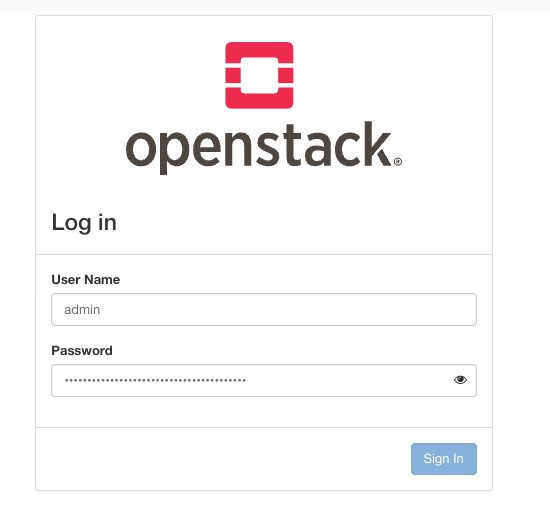 openstack®
Log in
User Name
admin
Password
••••••••••••••••••••••••••••••••••••••••
Sign In